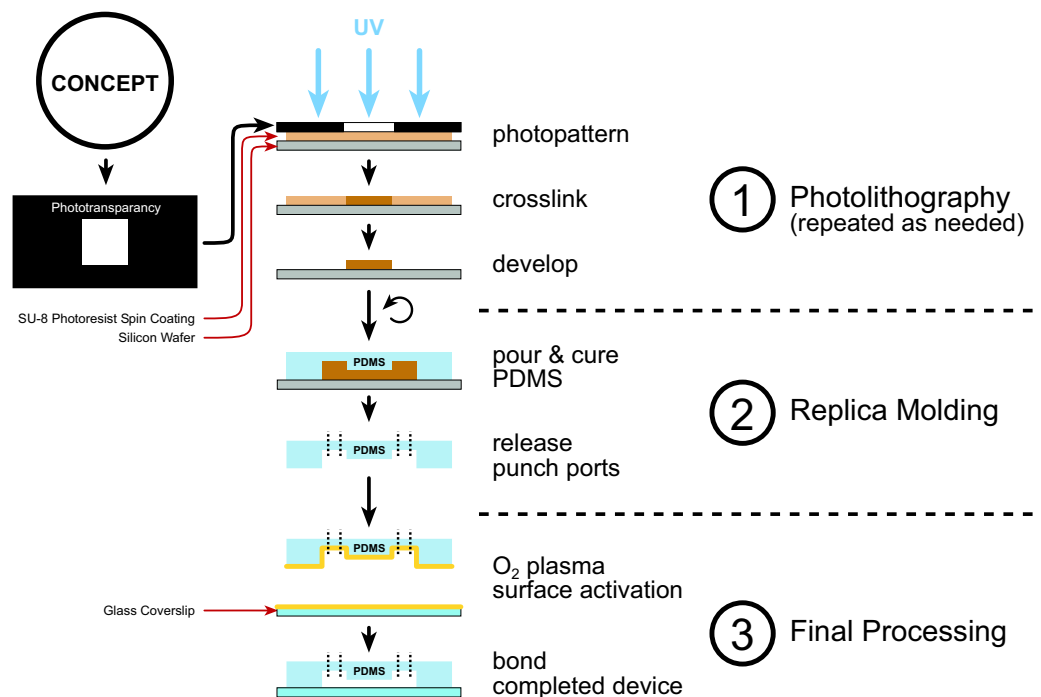 CONCEPT
UV
Phototransparancy
SU-8 Photoresist Spin Coating
Silicon Wafer
photopattern
crosslink
develop
1 Photolithography
(repeated as needed)
PDMS
pour & cure
PDMS
PDMS
release
punch ports
2 Replica Molding
PDMS
O₂ plasma
surface activation
Glass Coverslip
PDMS
bond
completed device
3 Final Processing